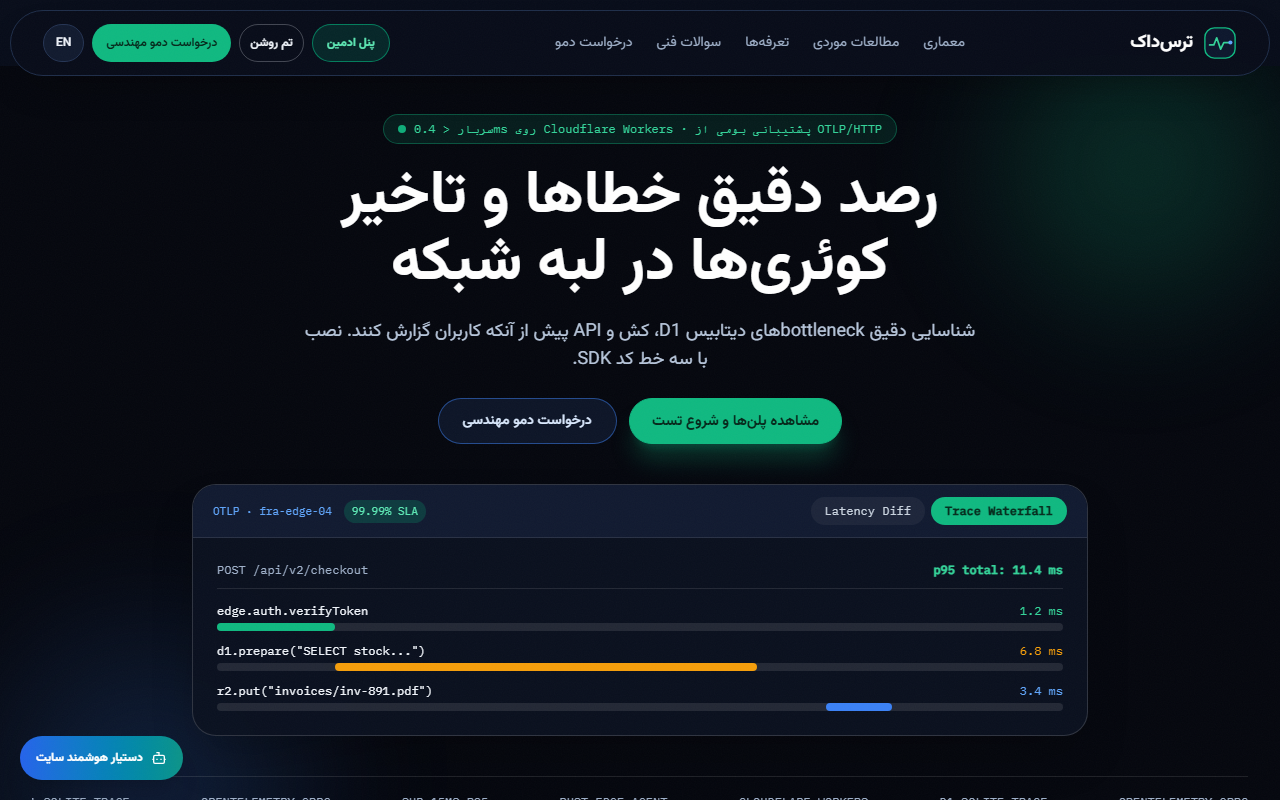 ترس‌داک
معماری
مطالعات موردی
تعرفه‌ها
سوالات فنی
درخواست دمو
پنل ادمین
تم روشن
درخواست دمو مهندسی
EN
OTLP/HTTP پشتیبانی بومی از · Cloudflare Workers روی msسربار < 0.4
رصد دقیق خطاها و تاخیر
کوئری‌ها در لبه شبکه
شناسایی دقیق bottleneckهای دیتابیس D1، کش و API پیش از آنکه کاربران گزارش کنند. نصب
با سه خط کد SDK.
مشاهده پلن‌ها و شروع تست
درخواست دمو مهندسی
OTLP · fra-edge-04
99.99% SLA
Latency Diff
Trace Waterfall
POST /api/v2/checkout
p95 total: 11.4 ms
edge.auth.verifyToken
1.2 ms
d1.prepare("SELECT stock...")
6.8 ms
r2.put("invoices/inv-891.pdf")
3.4 ms
دستیار هوشمند سایت